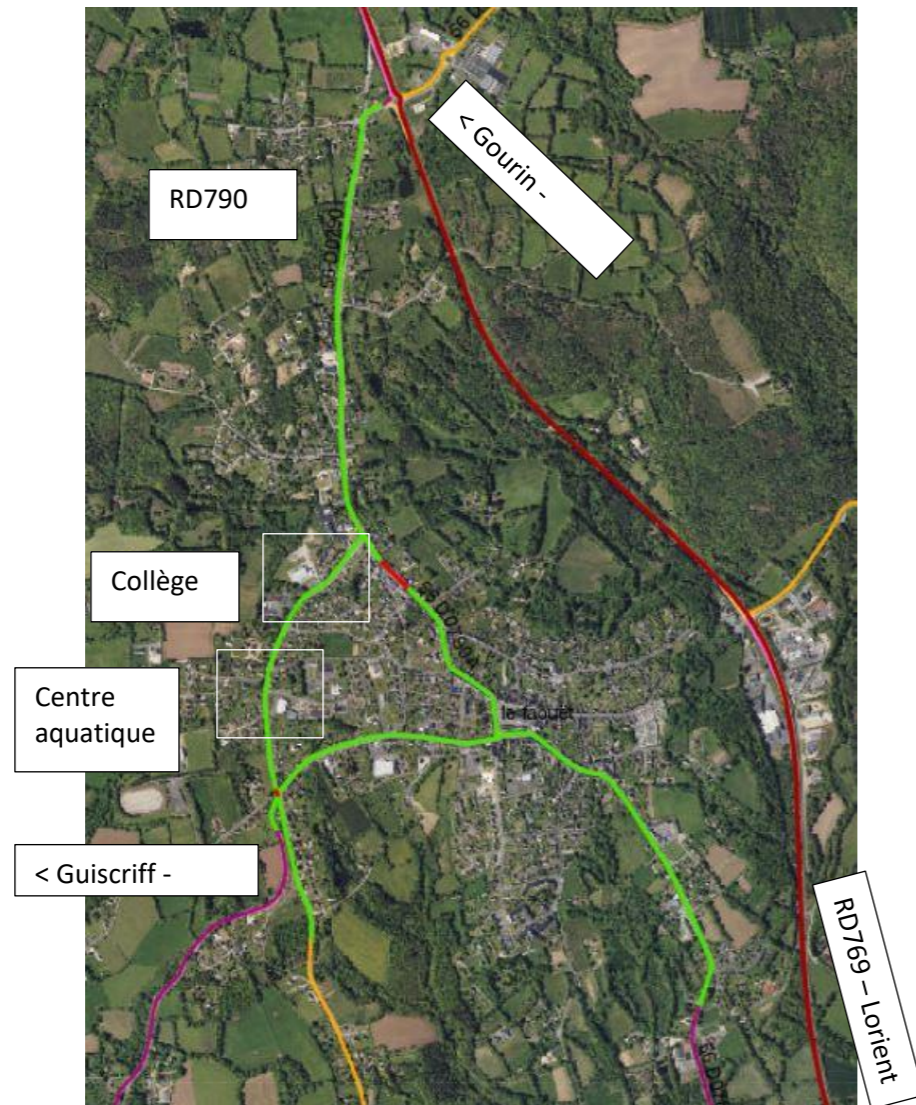 < Gourin -
RD790
Collège
le faouët
Centre
aquatique
< Guiscriff -
RD769 – Lorient